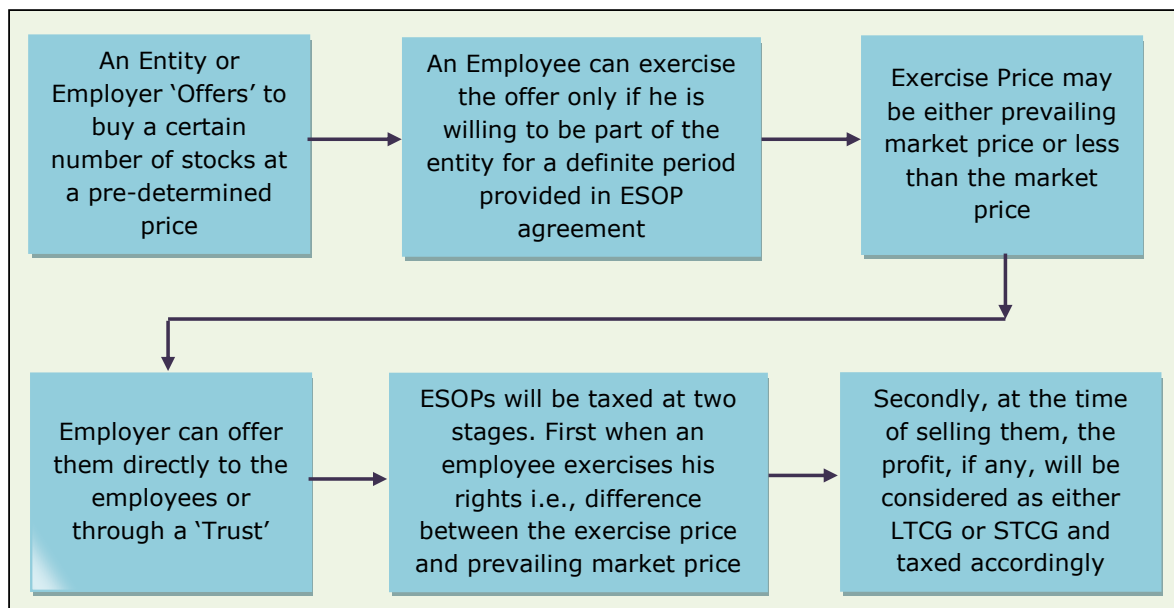 An Entity or
Employer ‘Offers’ to
buy a certain
number of stocks at
a pre-determined
price
An Employee can exercise
the offer only if he is
willing to be part of the
entity for a definite period
provided in ESOP
agreement
Exercise Price may
be either prevailing
market price or less
than the market
price
Employer can offer
them directly to the
employees or
through a ‘Trust’
ESOPs will be taxed at two
stages. First when an
employee exercises his
rights i.e., difference
between the exercise price
and prevailing market price
Secondly, at the time
of selling them, the
profit, if any, will be
considered as either
LTCG or STCG and
taxed accordingly